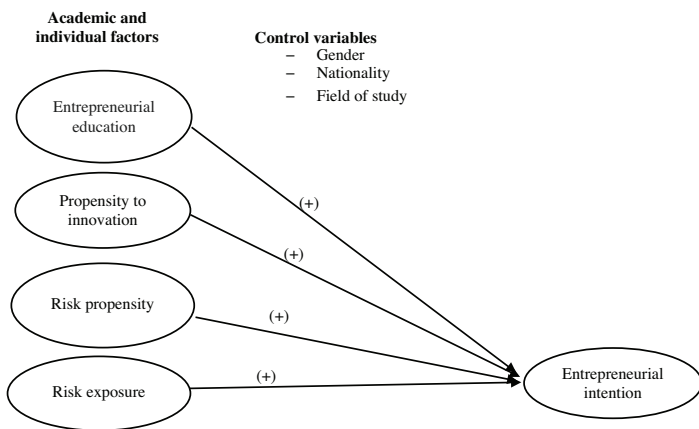 Academic and
individual factors
Control variables
– Gender
– Nationality
– Field of study
Entrepreneurial
education
Propensity to
innovation
Risk propensity
Risk exposure
(+)
(+)
(+)
(+)
Entrepreneurial
intention